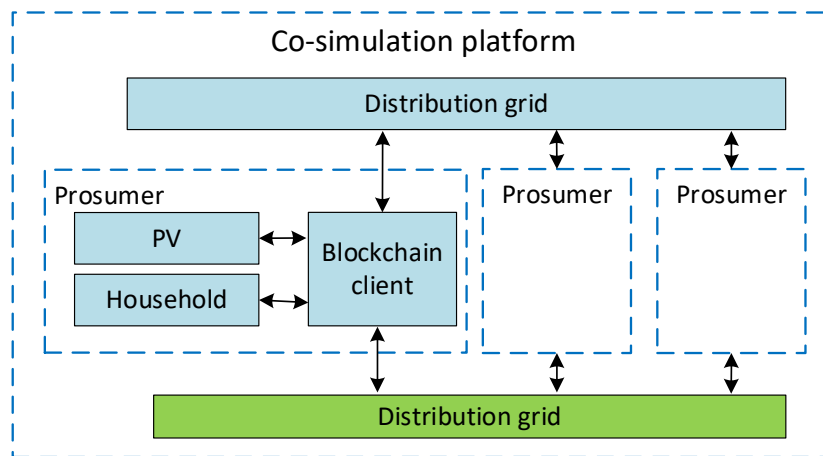 Co-simulation platform
Distribution grid
Prosumer
PV
Household
Blockchain
client
Prosumer
Prosumer
Distribution grid